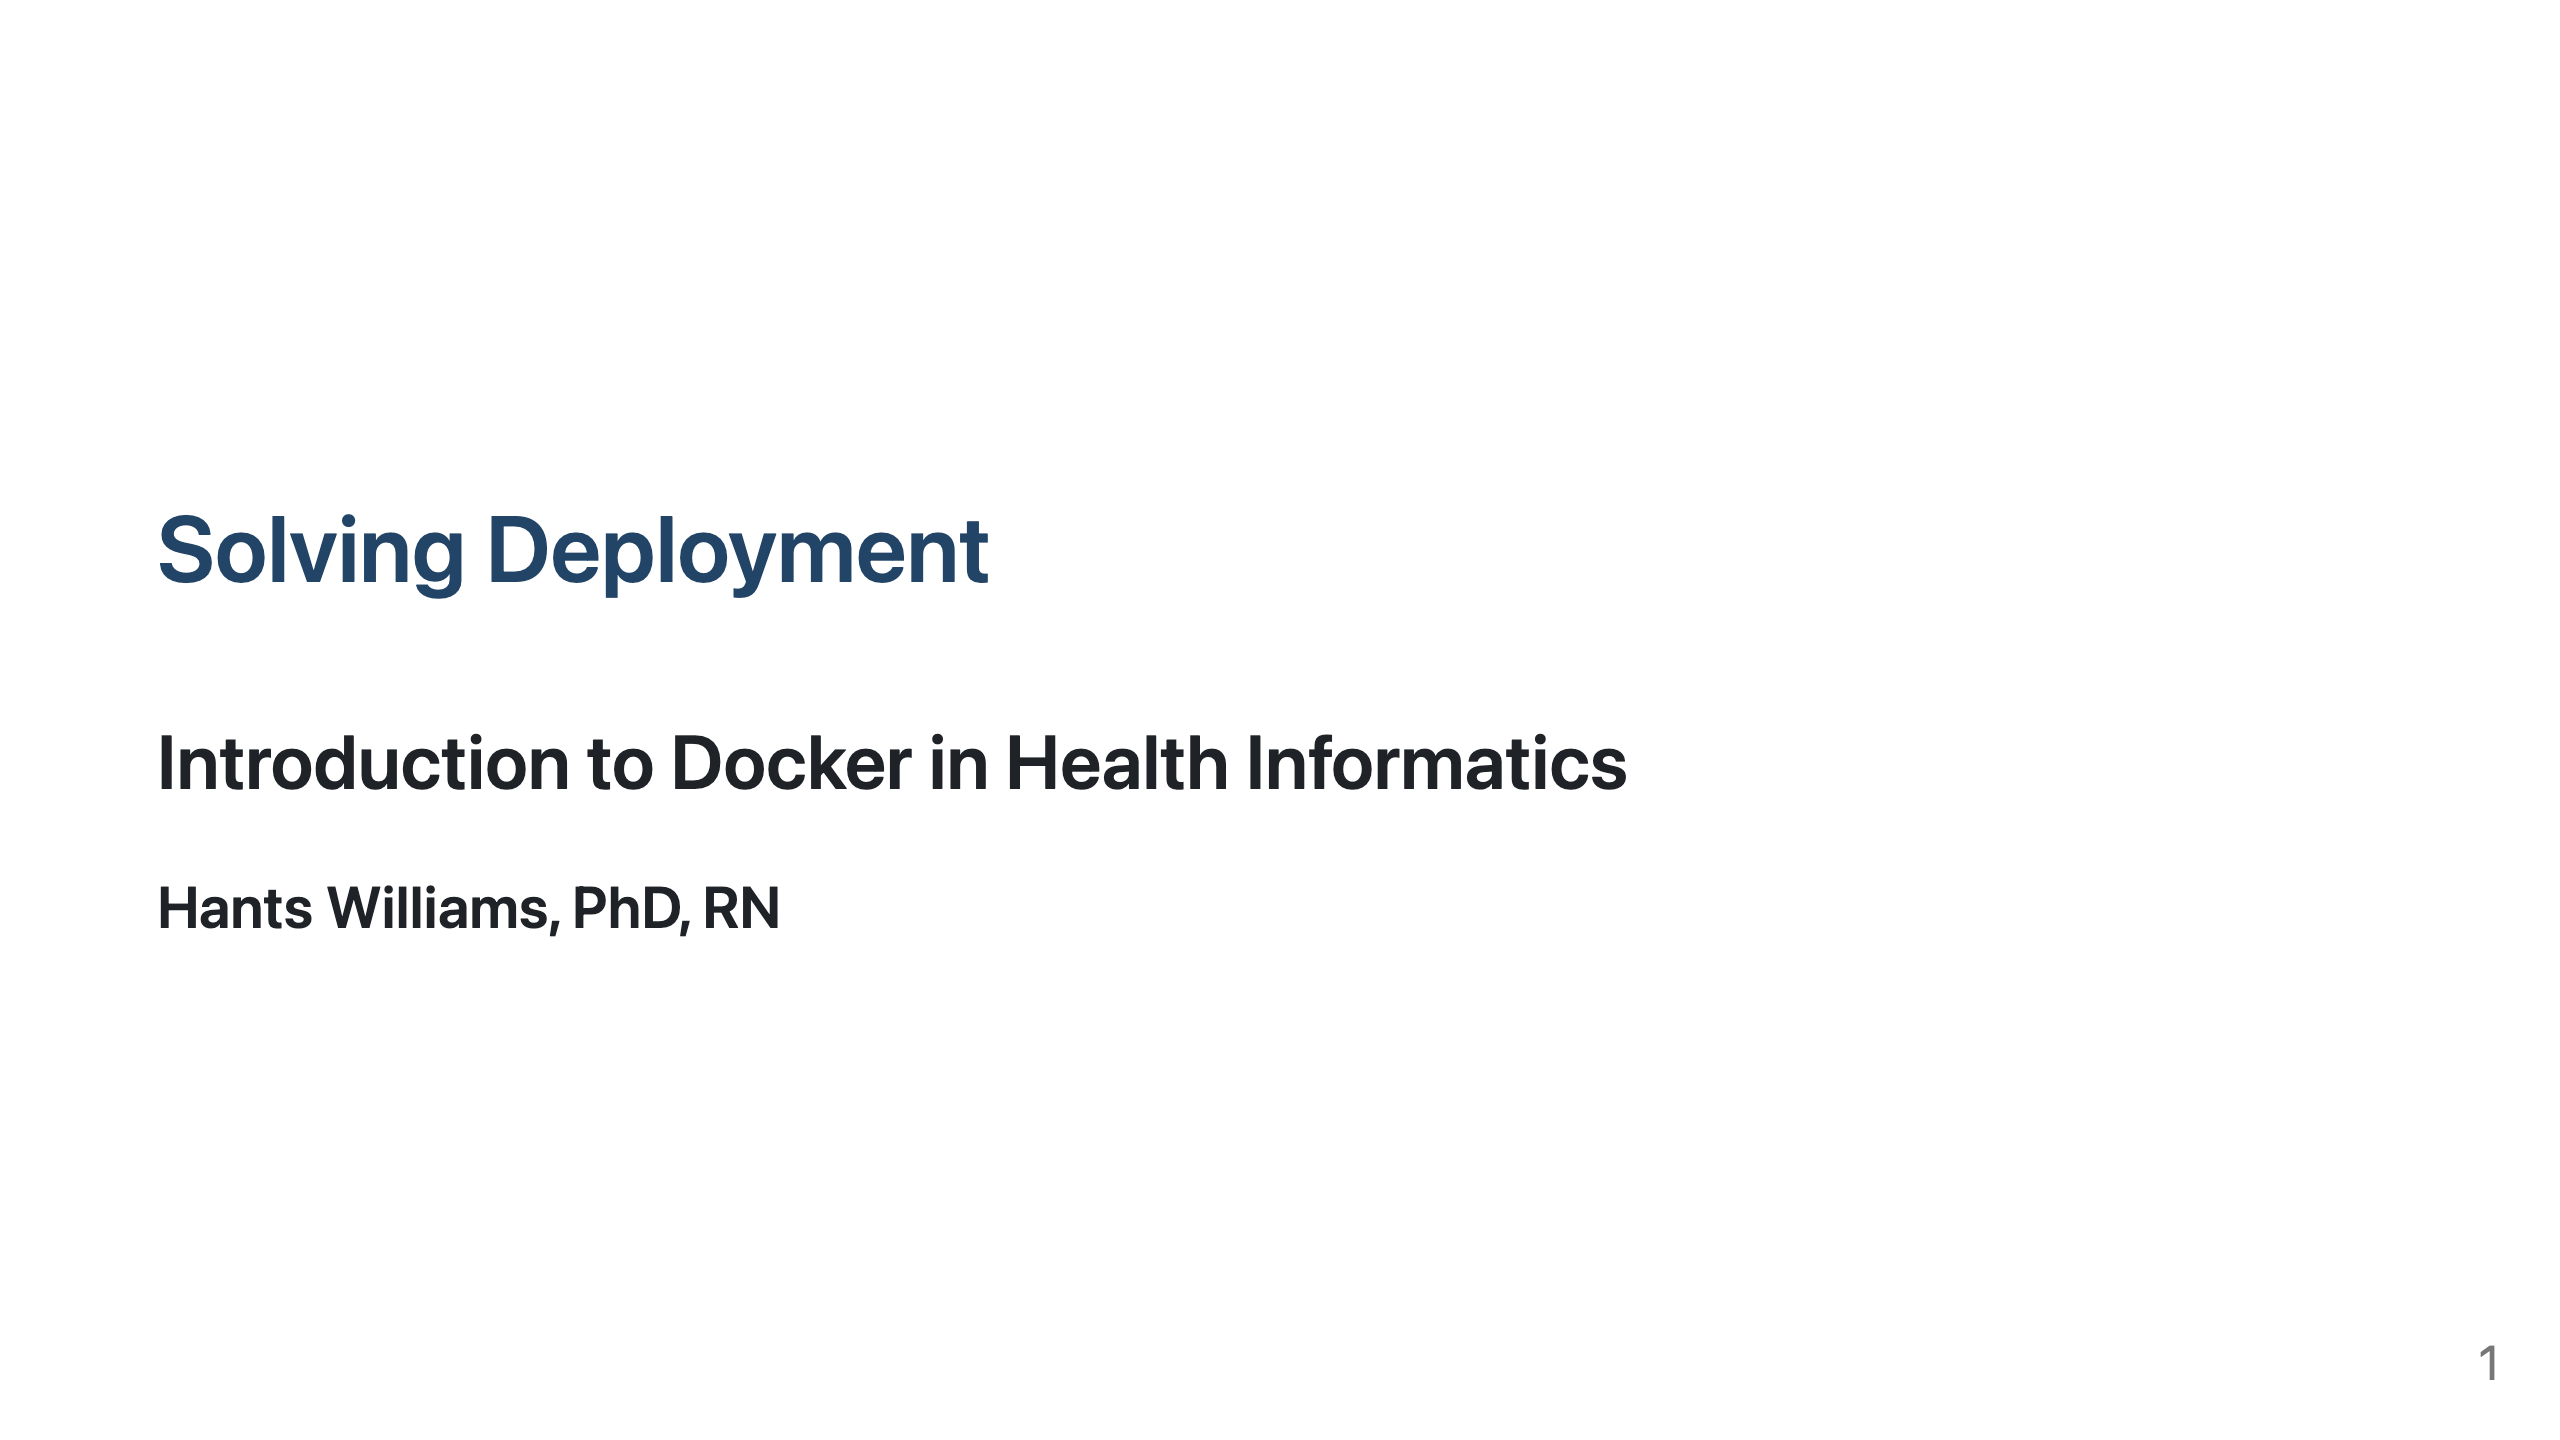 Solving Deployment
Introduction to Docker in Health Informatics
Hants Williams, PhD, RN
1